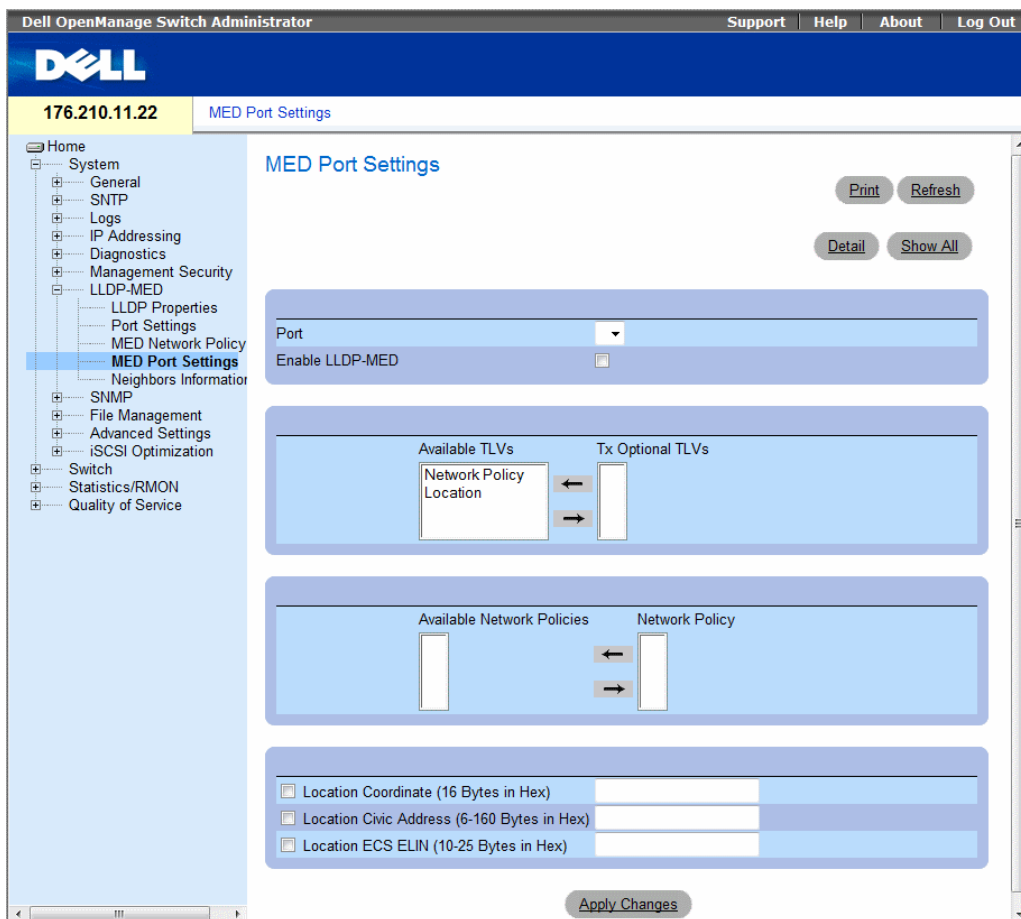 Dell OpenManage Switch Administrator
Support Help About Log Out
DELL
176.210.11.22
MED Port Settings
Home
System
General
SNTP
Logs
IP Addressing
Diagnostics
Management Security
LLDP-MED
LLDP Properties
Port Settings
MED Network Policy
MED Port Settings
Neighbors Information
SNMP
File Management
Advanced Settings
iSCSI Optimization
Switch
Statistics/RMON
Quality of Service
MED Port Settings
Print Refresh
Detail Show All
Port
Enable LLDP-MED
Available TLVs Tx Optional TLVs
Network Policy
Location
Available Network Policies Network Policy
Location Coordinate (16 Bytes in Hex)
Location Civic Address (6-160 Bytes in Hex)
Location ECS ELIN (10-25 Bytes in Hex)
Apply Changes